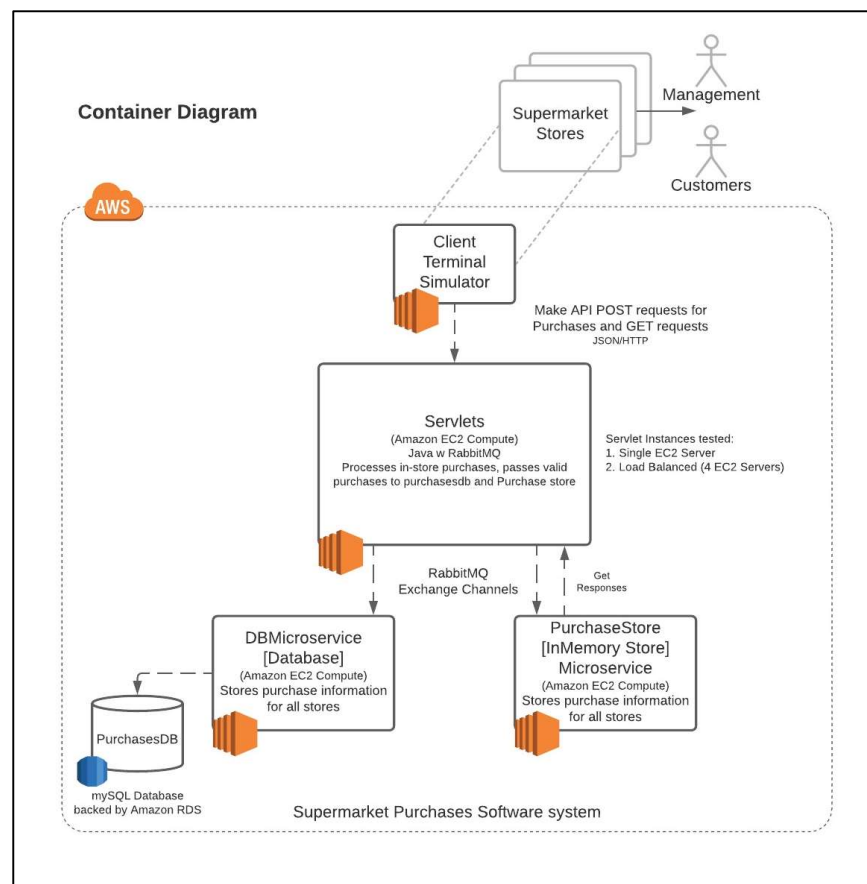 Container Diagram
Supermarket
Stores
Management
Customers
AWS
Client
Terminal
Simulator
Make API POST requests for
Purchases and GET requests
JSON/HTTP
Servlets
(Amazon EC2 Compute)
Java w RabbitMQ
Processes in-store purchases, passes valid
purchases to purchasesdb and Purchase store
Servlet Instances tested:
1. Single EC2 Server
2. Load Balanced (4 EC2 Servers)
RabbitMQ
Exchange Channels
Get
Responses
DBMicroservice
[Database]
(Amazon EC2 Compute)
Stores purchase information
for all stores
PurchaseStore
[InMemory Store]
Microservice
(Amazon EC2 Compute)
Stores purchase information
for all stores
PurchasesDB
mySQL Database
backed by Amazon RDS
Supermarket Purchases Software system